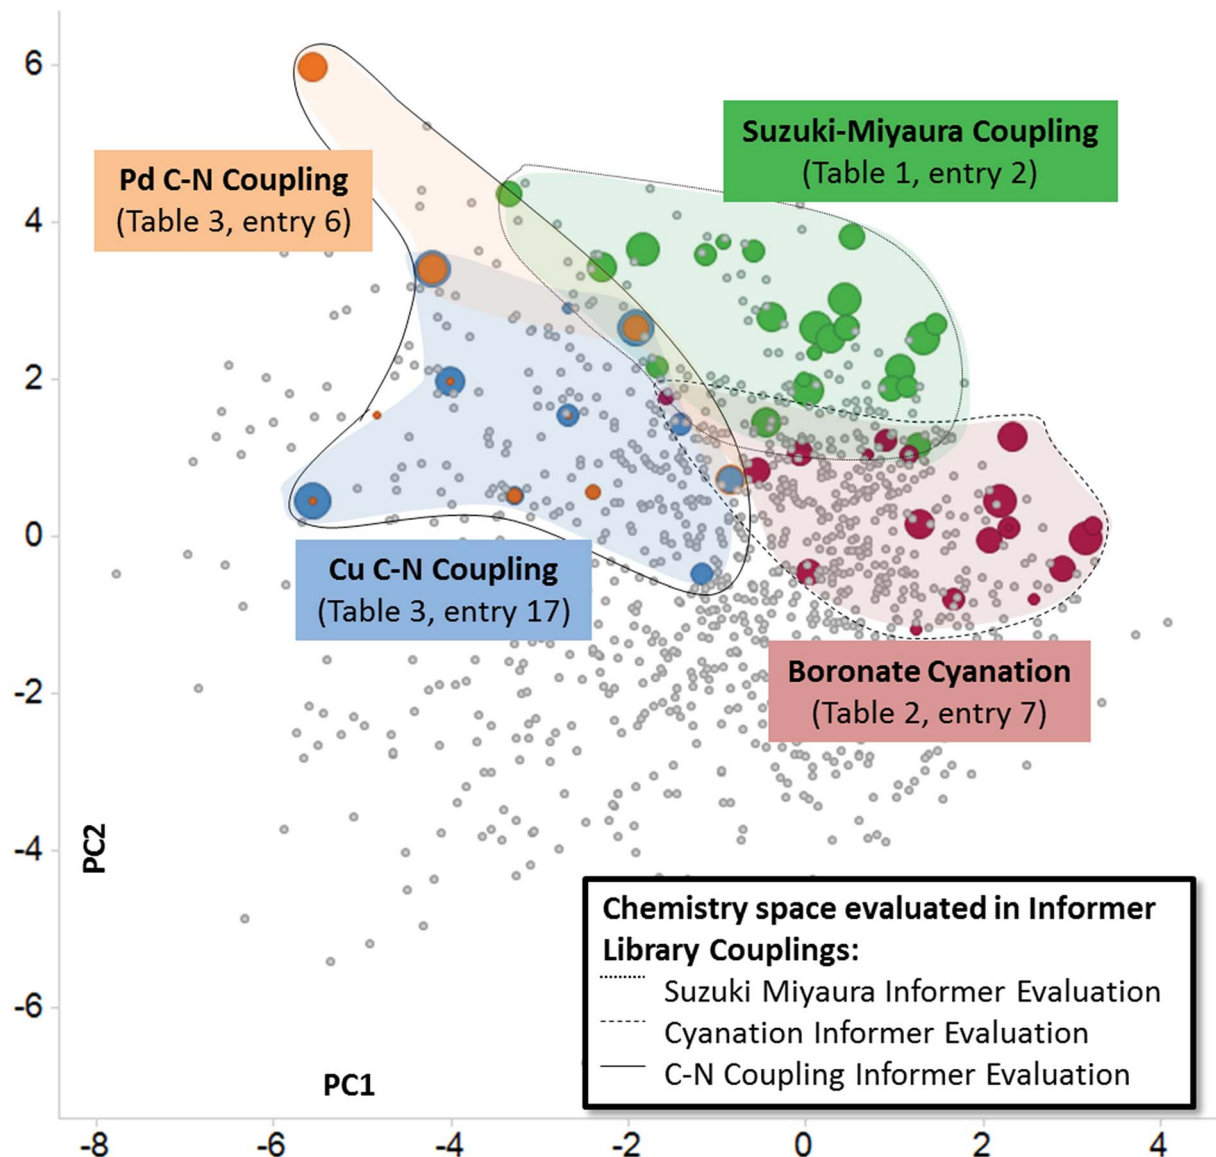 6
4
2
0
-2
-4
-6
PC2
Pd C-N Coupling
(Table 3, entry 6)
Suzuki-Miyaura Coupling
(Table 1, entry 2)
Cu C-N Coupling
(Table 3, entry 17)
Boronate Cyanation
(Table 2, entry 7)
Chemistry space evaluated in Informer
Library Couplings:
Suzuki Miyaura Informer Evaluation
Cyanation Informer Evaluation
C-N Coupling Informer Evaluation
PC1
-8
-6
-4
-2
0
2
4